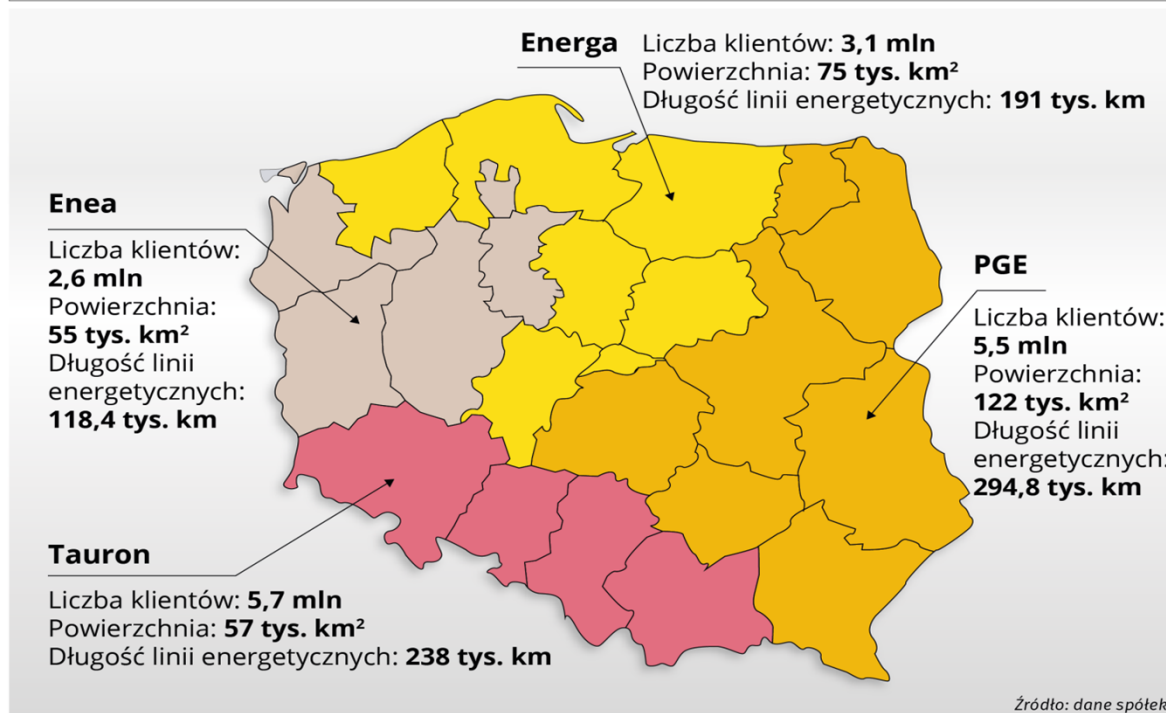 Energa
Liczba klientów: 3,1 mln
Powierzchnia: 75 tys. km²
Długość linii energetycznych: 191 tys. km
Enea
Liczba klientów:
2,6 mln
Powierzchnia:
55 tys. km²
Długość linii
energetycznych:
118,4 tys. km
PGE
Liczba klientów:
5,5 mln
Powierzchnia:
122 tys. km²
Długość linii
energetycznych:
294,8 tys. km
Tauron
Liczba klientów: 5,7 mln
Powierzchnia: 57 tys. km²
Długość linii energetycznych: 238 tys. km
Źródło: dane spółek